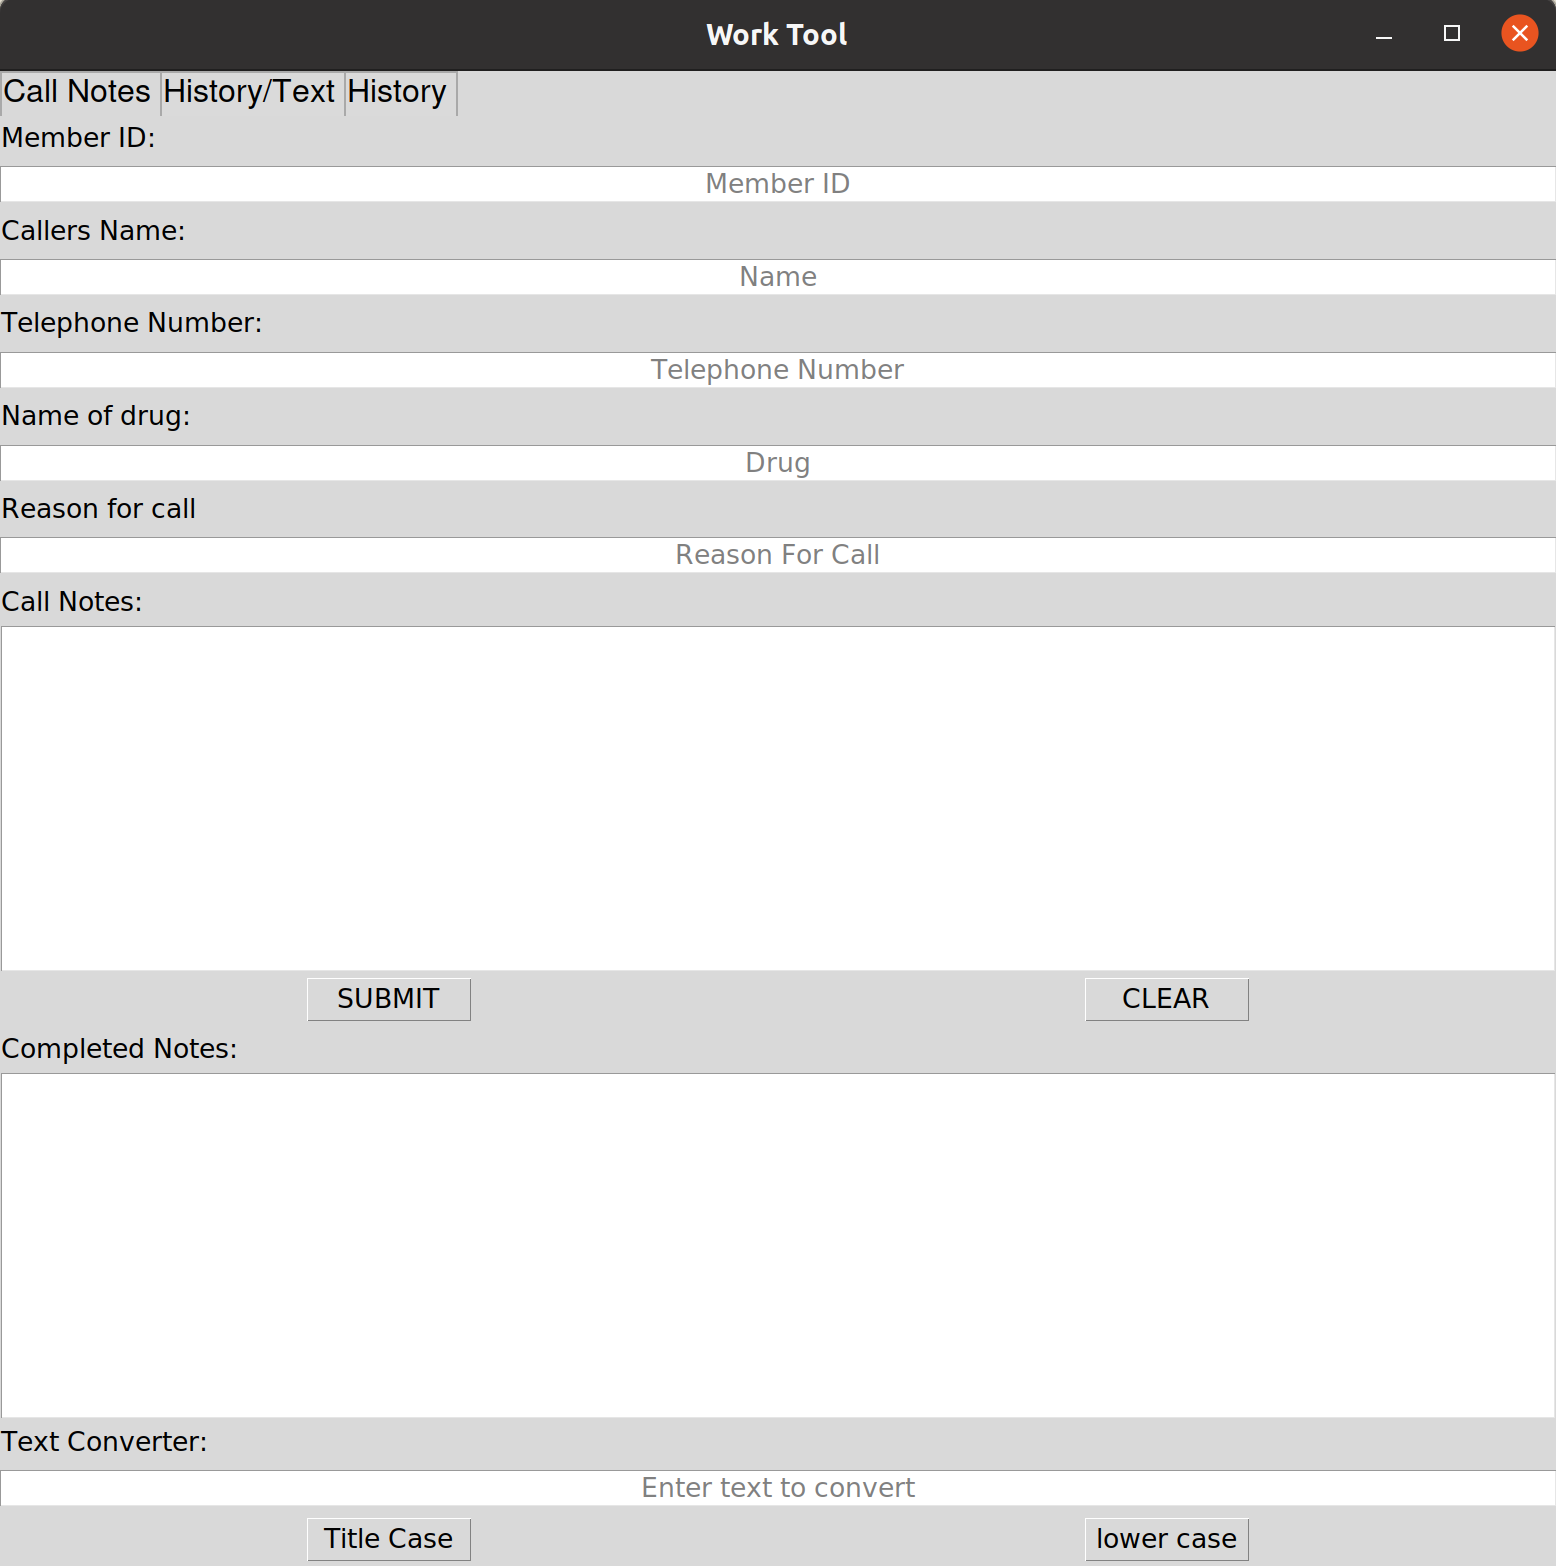 Work Tool
Call Notes History/Text History
Member ID:
Member ID
Callers Name:
Name
Telephone Number:
Telephone Number
Name of drug:
Drug
Reason for call
Reason For Call
Call Notes:
SUBMIT CLEAR
Completed Notes:
Text Converter:
Enter text to convert
Title Case lower case